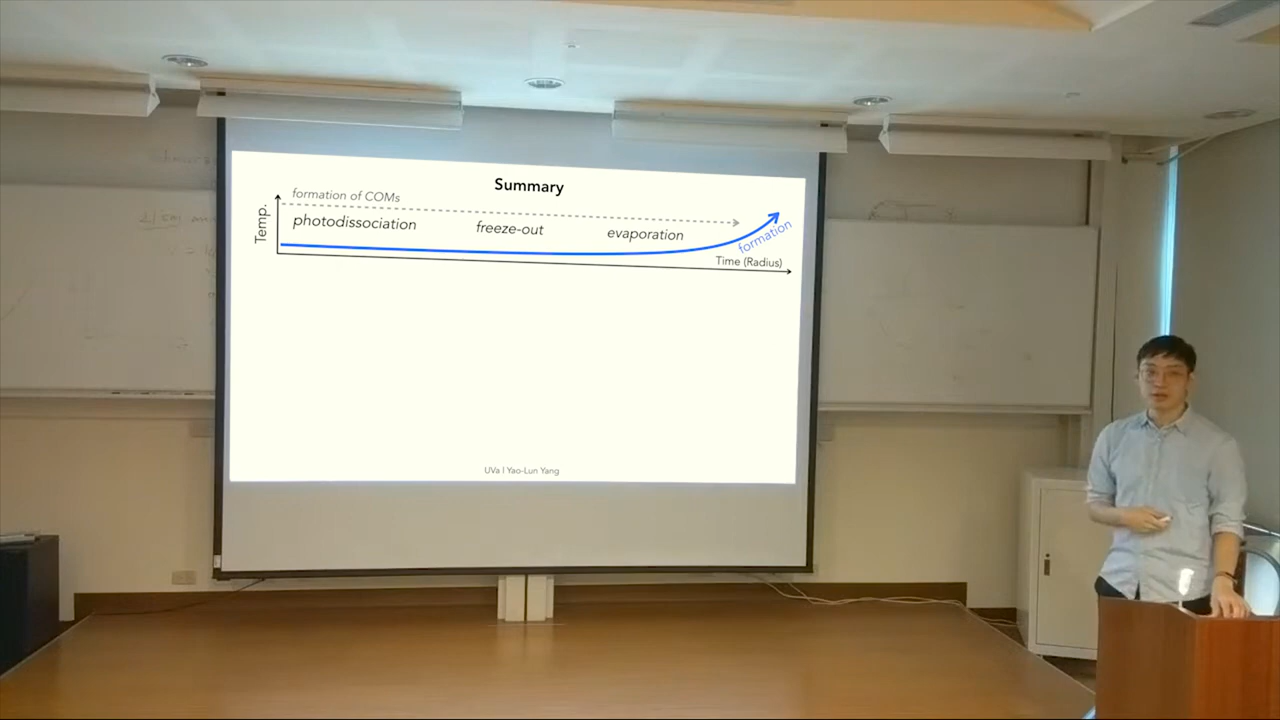 Summary
formation of COMs
Temp.
photodissociation
freeze-out
evaporation
formation
Time (Radius)
UVa | Yao-Lun Yang